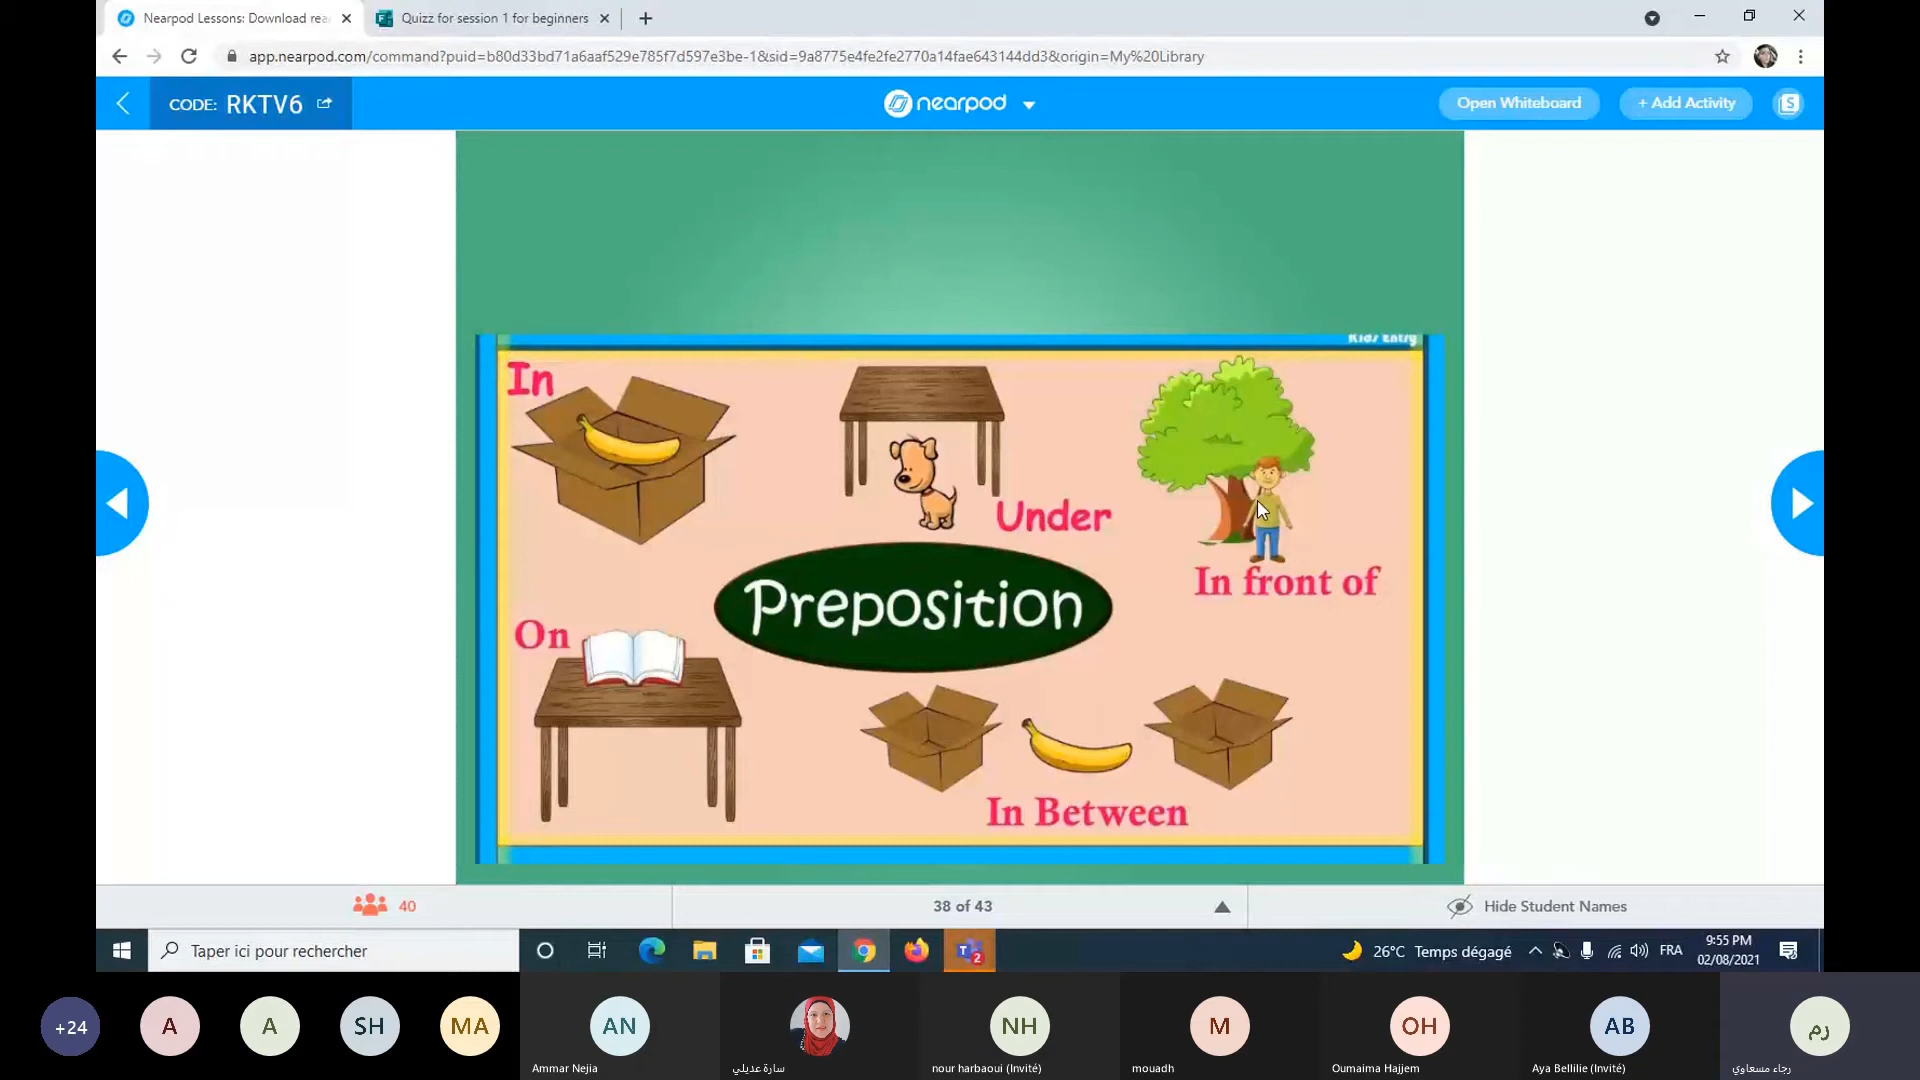 Nearpod Lessons: Download rea
Quizz for session 1 for beginners
app.nearpod.com/command?puid=b80d33bd71a6aaf529e785f7d597e3be-1&sid=9a8775e4fe2fe2770a14fae643144dd3&origin=My%20Library
CODE: RKTV6
nearpod
Open Whiteboard
+ Add Activity
S
Kids Entry
In
Under
In front of
Preposition
On
In Between
40
38 of 43
Hide Student Names
Taper ici pour rechercher
2
26°C Temps dégagé
FRA
9:55 PM
02/08/2021
+24
A
A
SH
MA
AN
NH
M
OH
AB
رم
Ammar Nejia
سارة عديلي
nour harbaoui (Invité)
mouadh
Oumaima Hajjem
Aya Bellilie (Invité)
رجاء مسعاوي